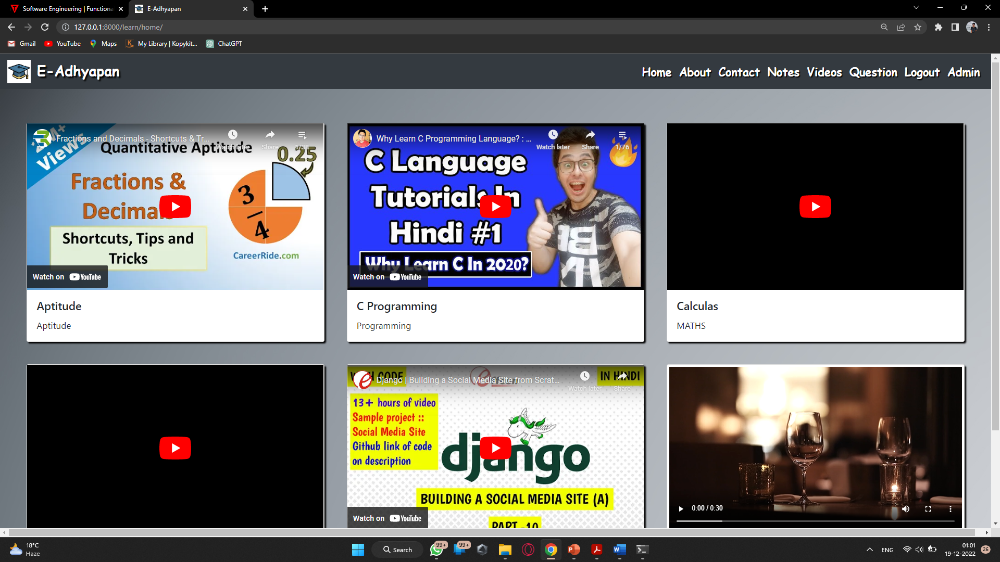 Software Engineering | Functiona
E-Adhyapan
127.0.0.1:8000/learn/home/
Gmail
YouTube
Maps
My Library | Kopykit...
ChatGPT
E-Adhyapan
Home
About
Contact
Notes
Videos
Question
Logout
Admin
Views
Fractions and Decimals - Shortcuts & Tr...
Watch later
Share
1/38
Quantitative Aptitude
0.25
Fractions &
3
4
Shortcuts, Tips and
Tricks
CareerRide.com
Watch on YouTube
Aptitude
Aptitude
Why Learn C Programming Language? : ...
Watch later
Share
1/76
C Language
Tutorials In
Hindi #1
Why Learn C In 2020?
Watch on YouTube
C Programming
Programming
Calculas
MATHS
CODE
Django | Buliding a Social Media Site from Scrat...
Watch later
Share
IN HINDI
13+ hours of video
Sample project ::
Social Media Site
Github link of code
on description
django
BUILDING A SOCIAL MEDIA SITE (A)
PART -10
Watch on YouTube
0:00 / 0:30
18°C
Haze
Search
99+
99+
ENG
01:01
19-12-2022
26